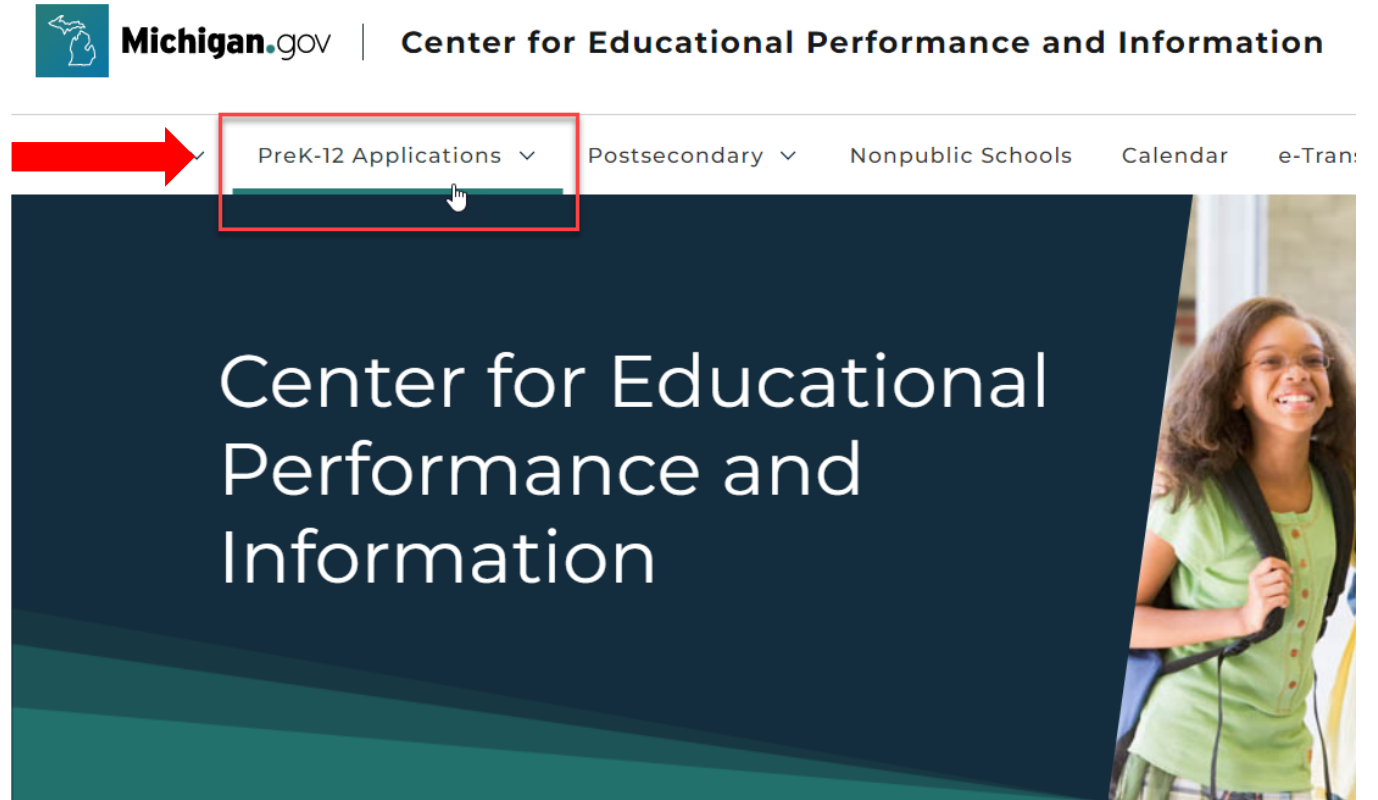 Michigan.gov | Center for Educational Performance and Information
PreK-12 Applications Postsecondary Nonpublic Schools Calendar e-Trans
Center for Educational
Performance and
Information